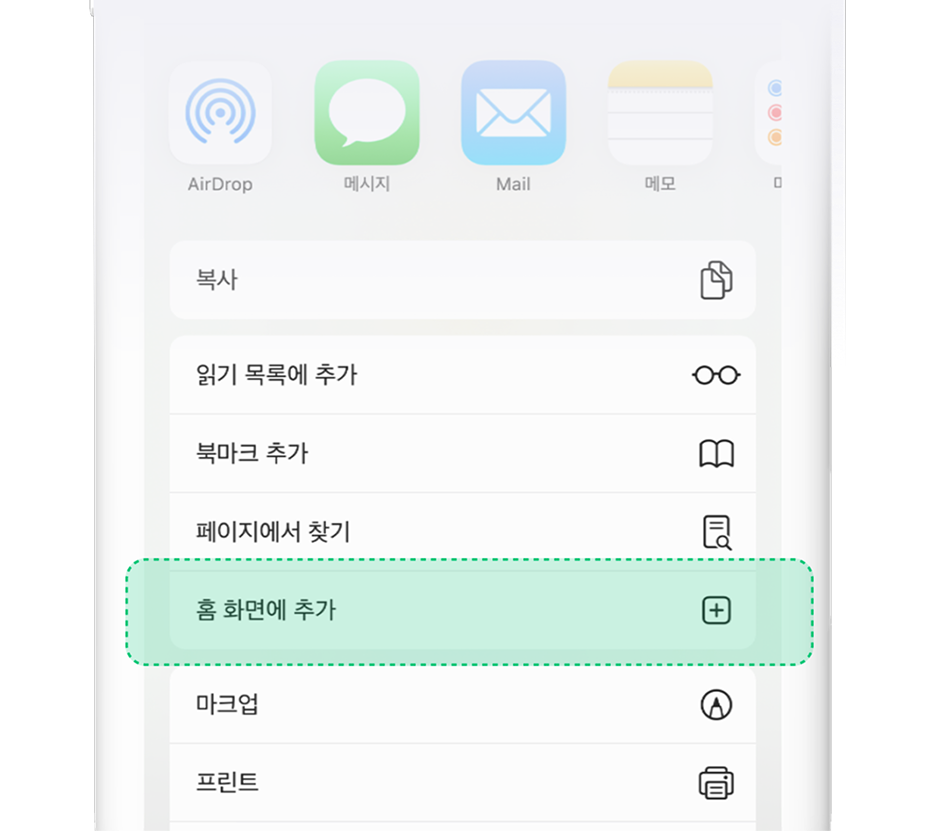 AirDrop
메시지
Mail
메모
복사
읽기 목록에 추가
북마크 추가
페이지에서 찾기
홈 화면에 추가
마크업
프린트